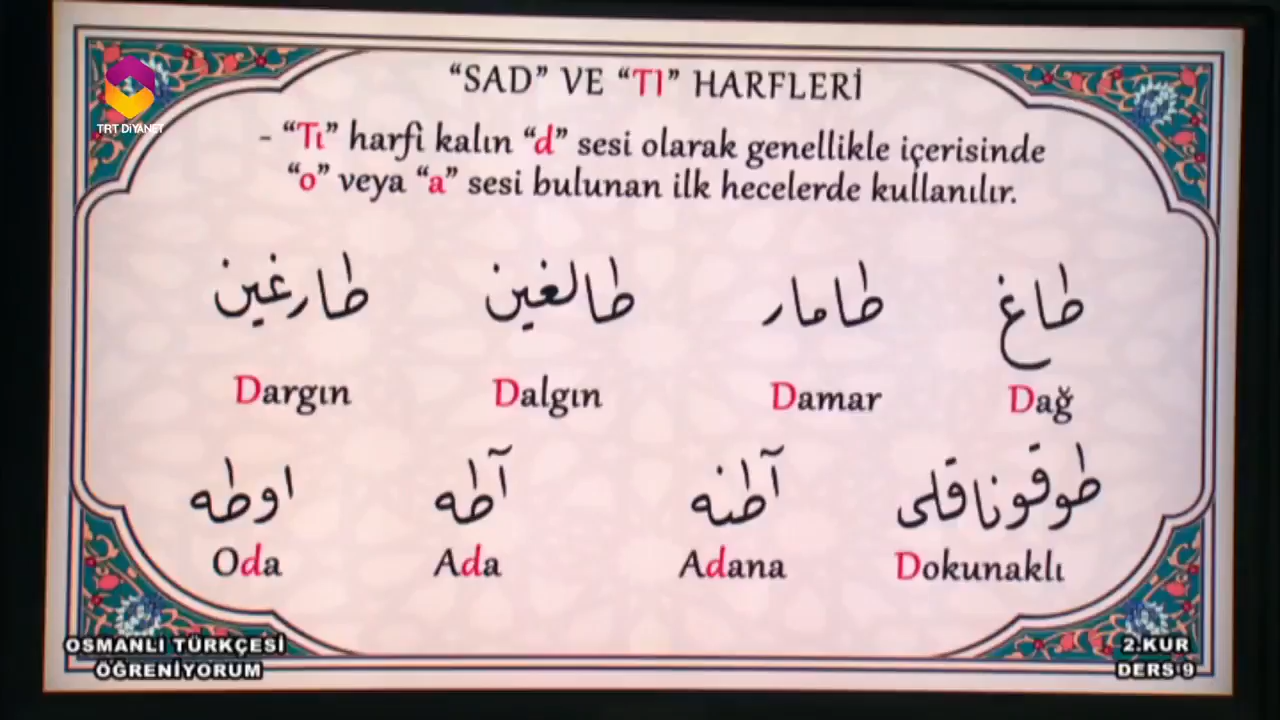 TRT DİYANET
“SAD” VE “TI” HARFLERİ
- “Tı” harfi kalın “d” sesi olarak genellikle içerisinde
“o” veya “a” sesi bulunan ilk hecelerde kullanılır.
طاغ طامار طالغين طارغين
Dargın Dalgın Damar Dağ
طوقوناقلى آطنه آطه اوطه
Oda Ada Adana Dokunaklı
OSMANLI TÜRKÇESİ
ÖĞRENİYORUM
2.KUR
DERS 9